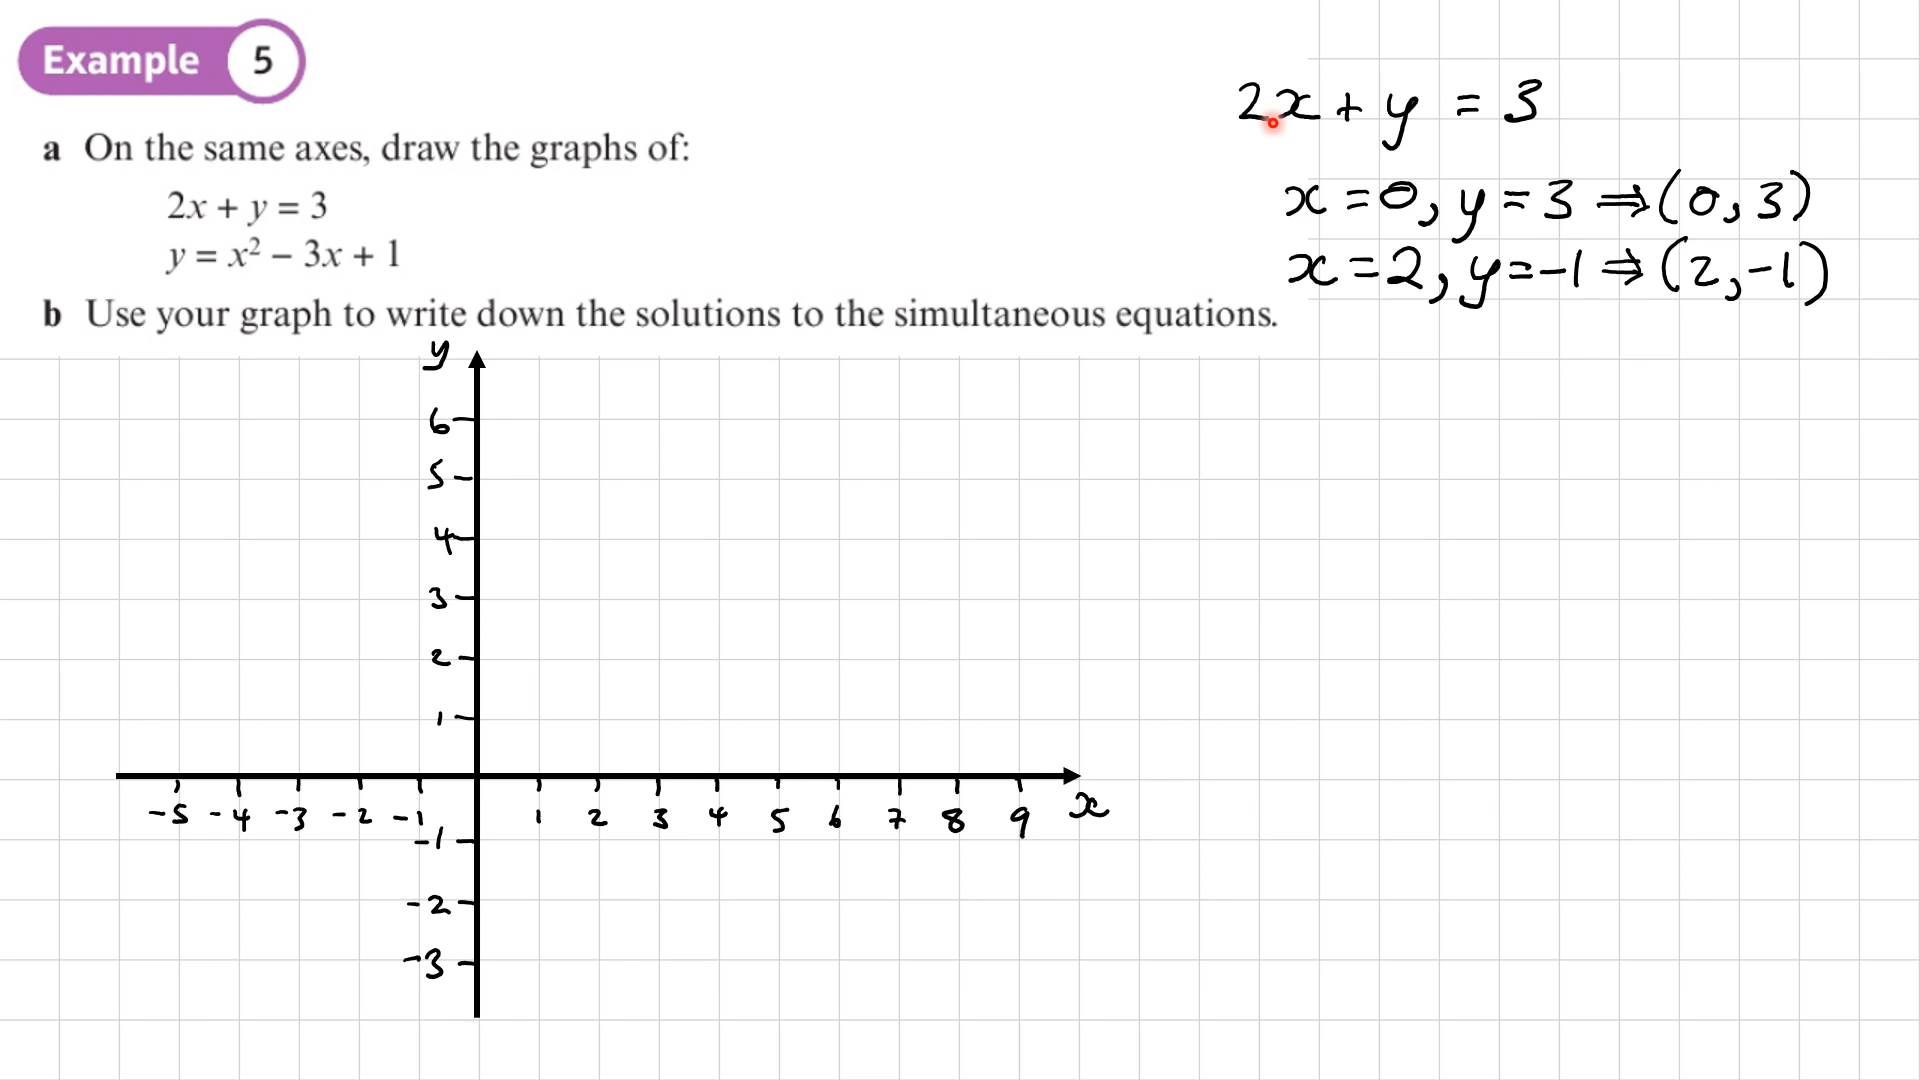 Example 5
a On the same axes, draw the graphs of:
2x + y = 3
y = x² − 3x + 1
b Use your graph to write down the solutions to the simultaneous equations.
2x + y = 3
x = 0, y = 3 ⇒ (0, 3)
x = 2, y = -1 ⇒ (2, -1)
y
6
5
4
3
2
1
-5 -4 -3 -2 -1 1 2 3 4 5 6 7 8 9 x
-1
-2
-3